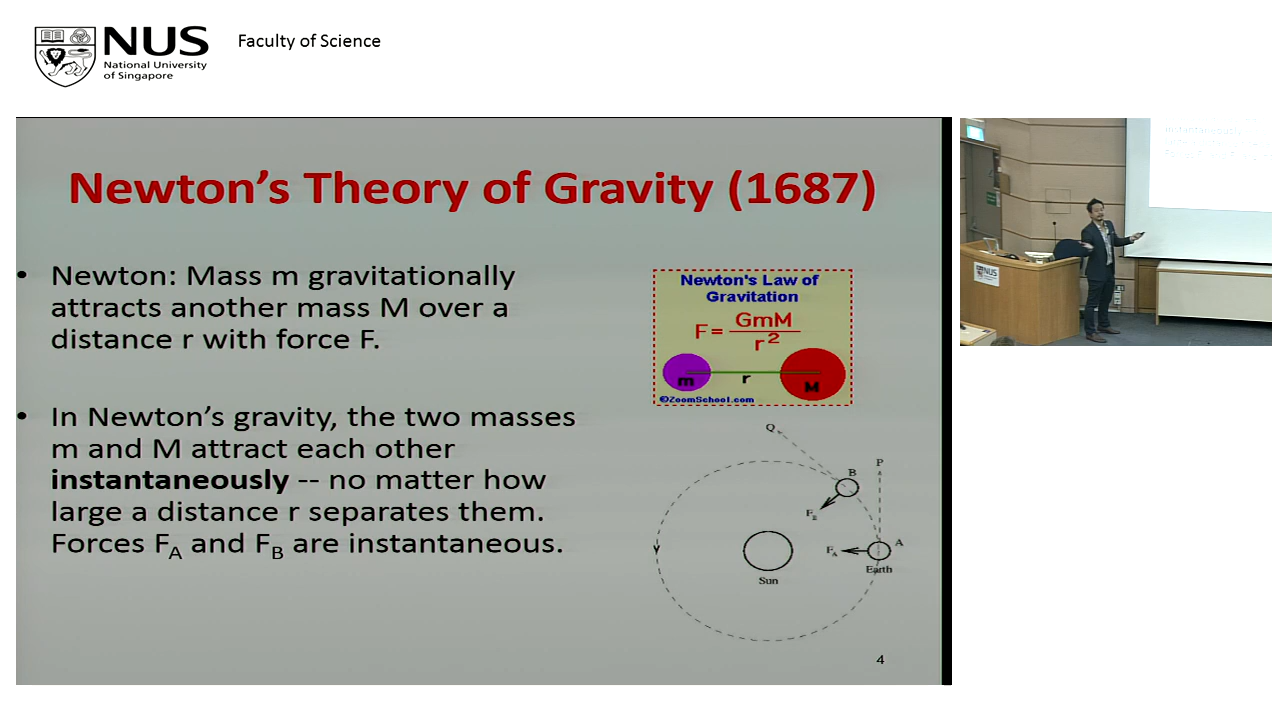 NUS
National University
of Singapore
Faculty of Science
Newton's Theory of Gravity (1687)
• Newton: Mass m gravitationally
attracts another mass M over a
distance r with force F.
• In Newton's gravity, the two masses
m and M attract each other
instantaneously -- no matter how
large a distance r separates them.
Forces F_A and F_B are instantaneous.
Newton's Law of
Gravitation
F = GmM / r²
m r M
©ZoomSchool.com
Q
P
B
F_B
A
F_A
Earth
Sun
4
instantaneously
NUS